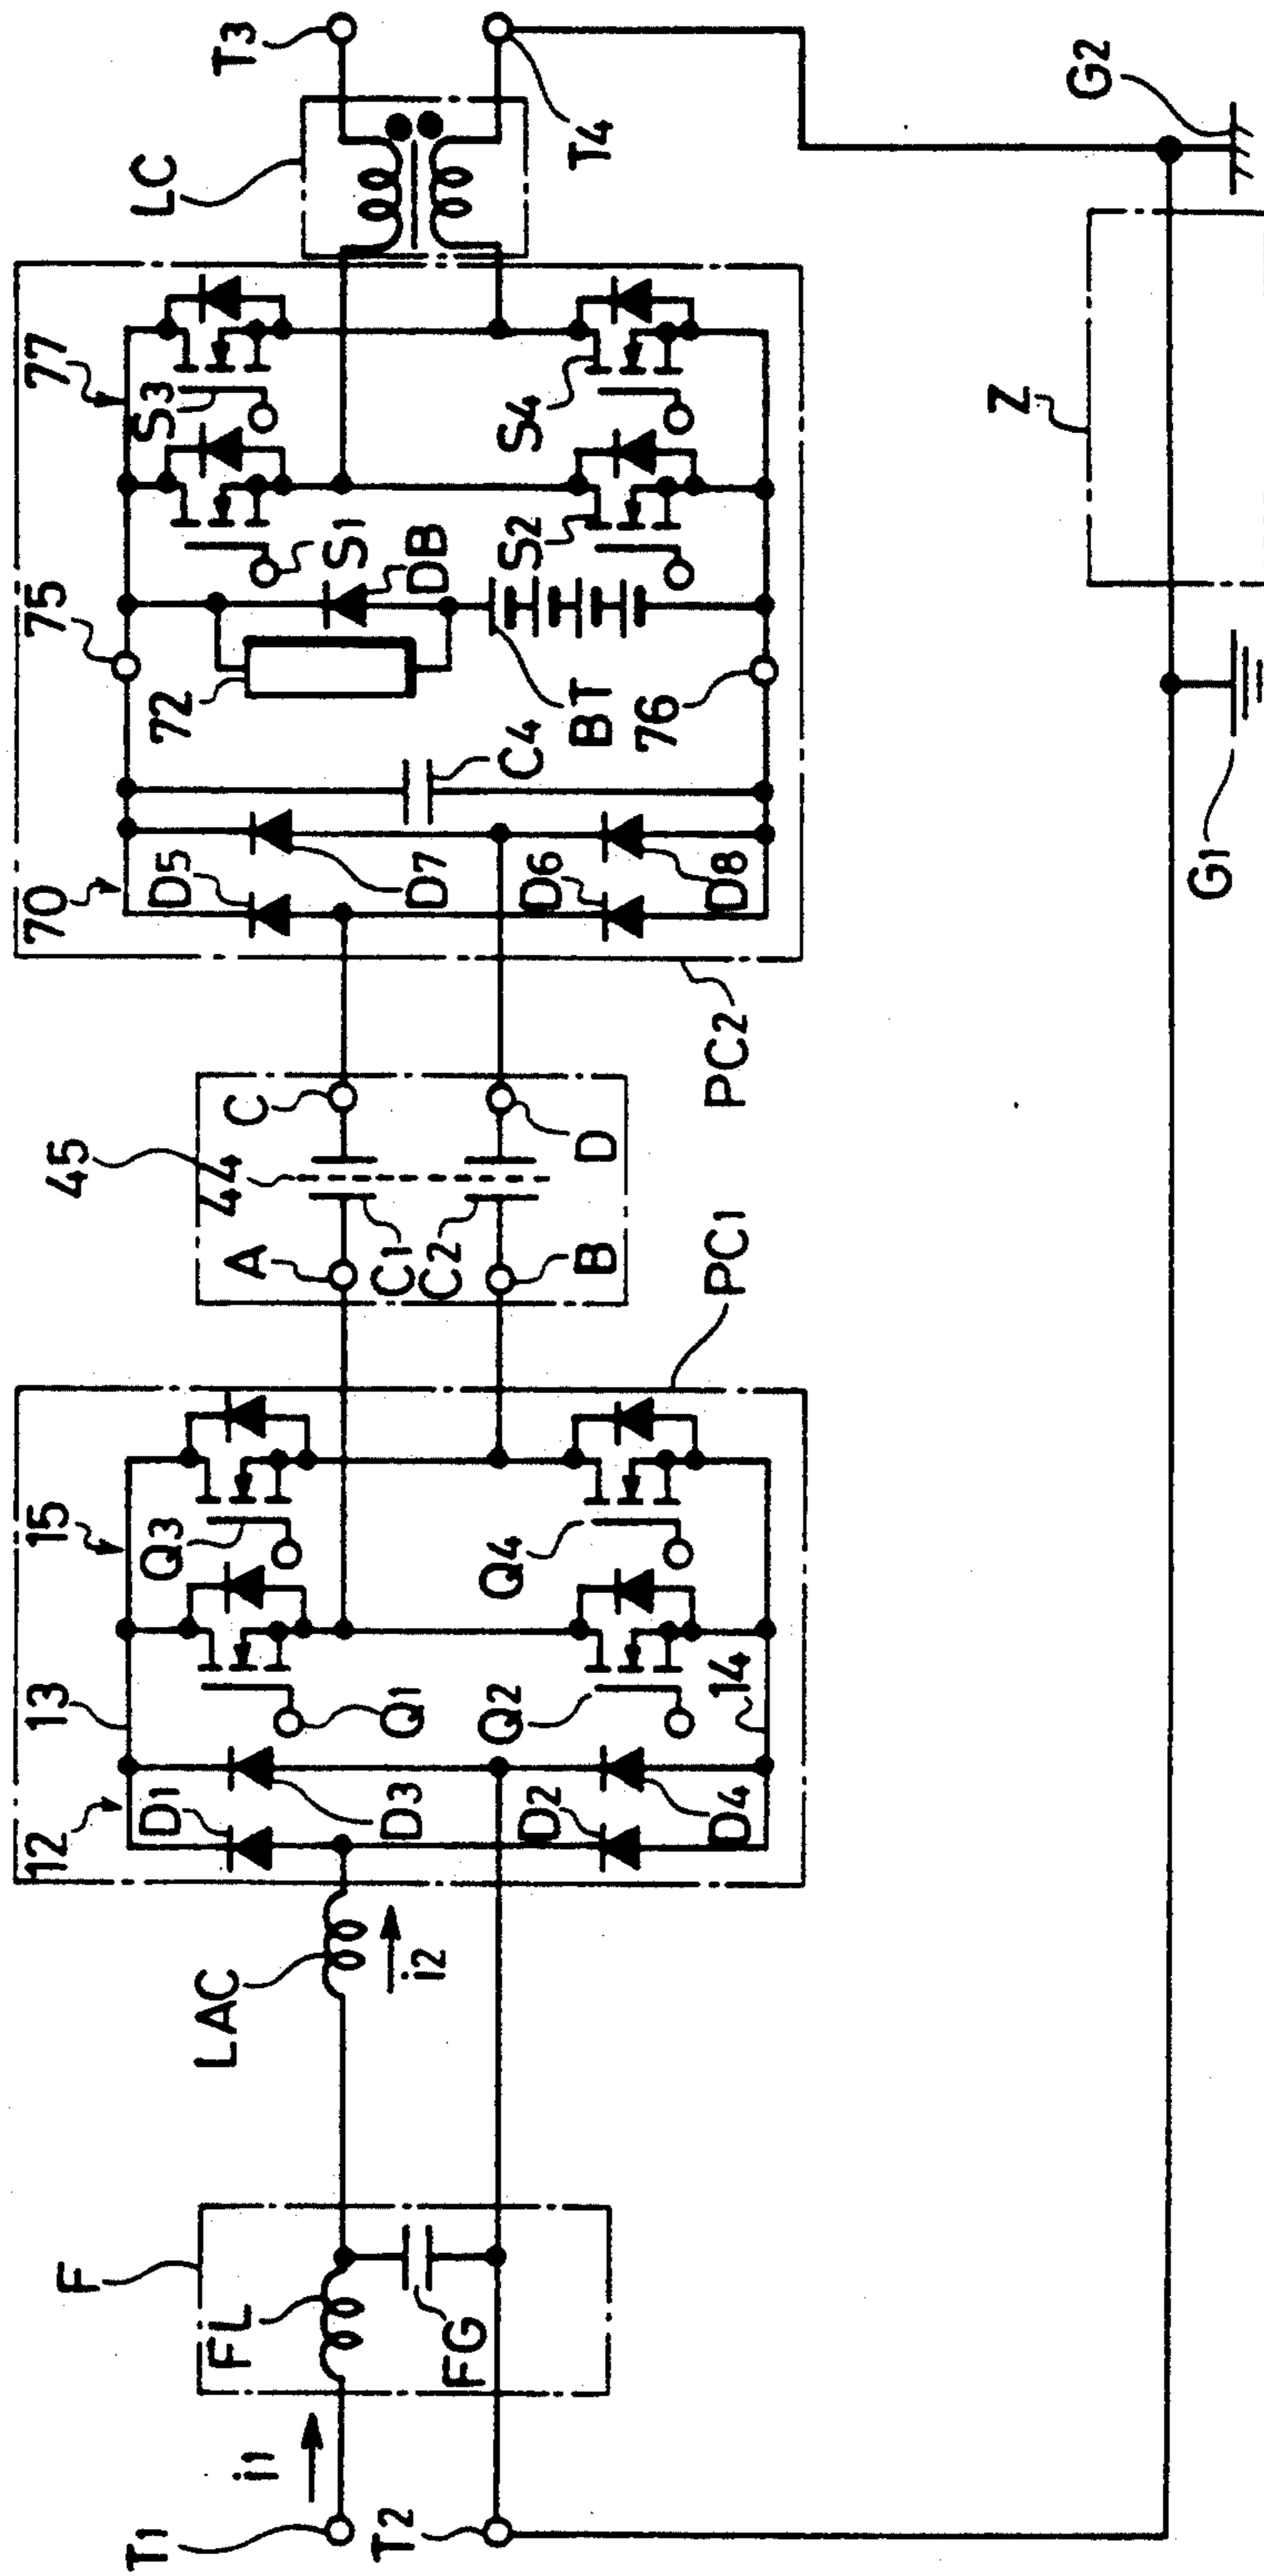 T1
T2
i1
F
FL
FG
LAC
i2
12
13
15
D1
D3
D2
D4
Q1
Q2
Q3
Q4
14
PC1
45
44
A
B
C1
C2
C
D
PC2
70
75
77
D5
D7
D6
D8
C4
72
BT
76
DB
S1
S2
S3
S4
LC
T3
T4
Z
G1
G2